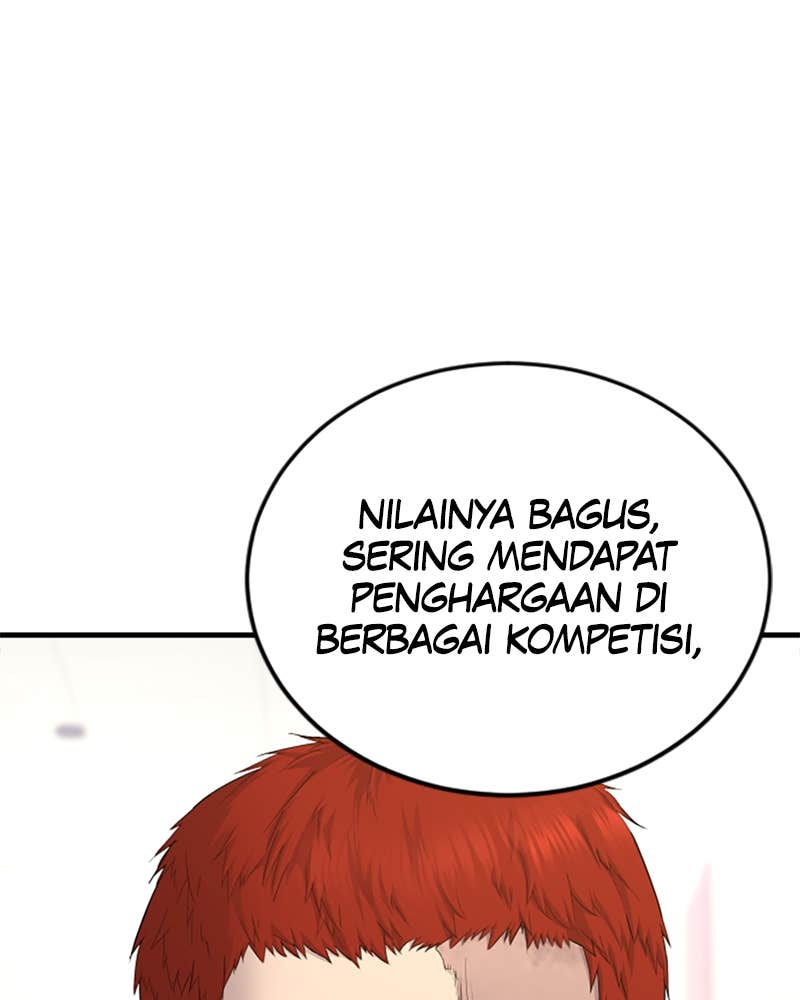 NILAINYA BAGUS,
SERING MENDAPAT
PENGHARGAAN DI
BERBAGAI KOMPETISI,